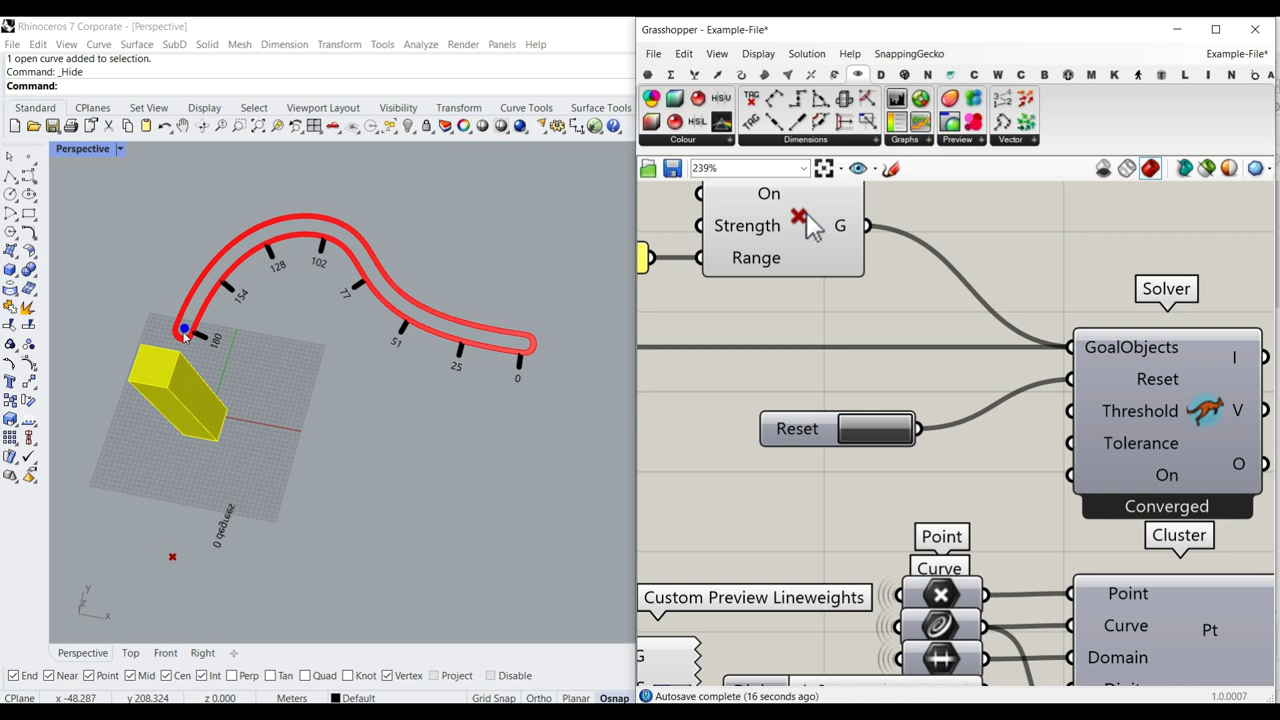 Rhinoceros 7 Corporate - [Perspective]
File Edit View Curve Surface SubD Solid Mesh Dimension Transform Tools Analyze Render Panels Help
1 open curve added to selection.
Command: _Hide
Command:
Standard CPlanes Set View Display Select Viewport Layout Visibility Transform Curve Tools Surface Tools
Perspective
128
102
154
77
180
51
25
0
0 degrees
y
z
x
Perspective Top Front Right
End Near Point Mid Cen Int Perp Tan Quad Knot Vertex Project Disable
CPlane x -48.287 y 208.324 z 0.000 Meters Default Grid Snap Ortho Planar Osnap
Grasshopper - Example-File*
File Edit View Display Solution Help SnappingGecko Example-File*
D N C W C B M K L I N
HSV TAG
HSL TAG
Colour Dimensions Graphs Preview Vector
239%
On
Strength G
Range
Solver
GoalObjects I
Reset
Threshold V
Tolerance
On O
Converged
Reset
Cluster
Point
Curve
Custom Preview Lineweights
Point
Curve Pt
Domain
G
Autosave complete (16 seconds ago) 1.0.0007